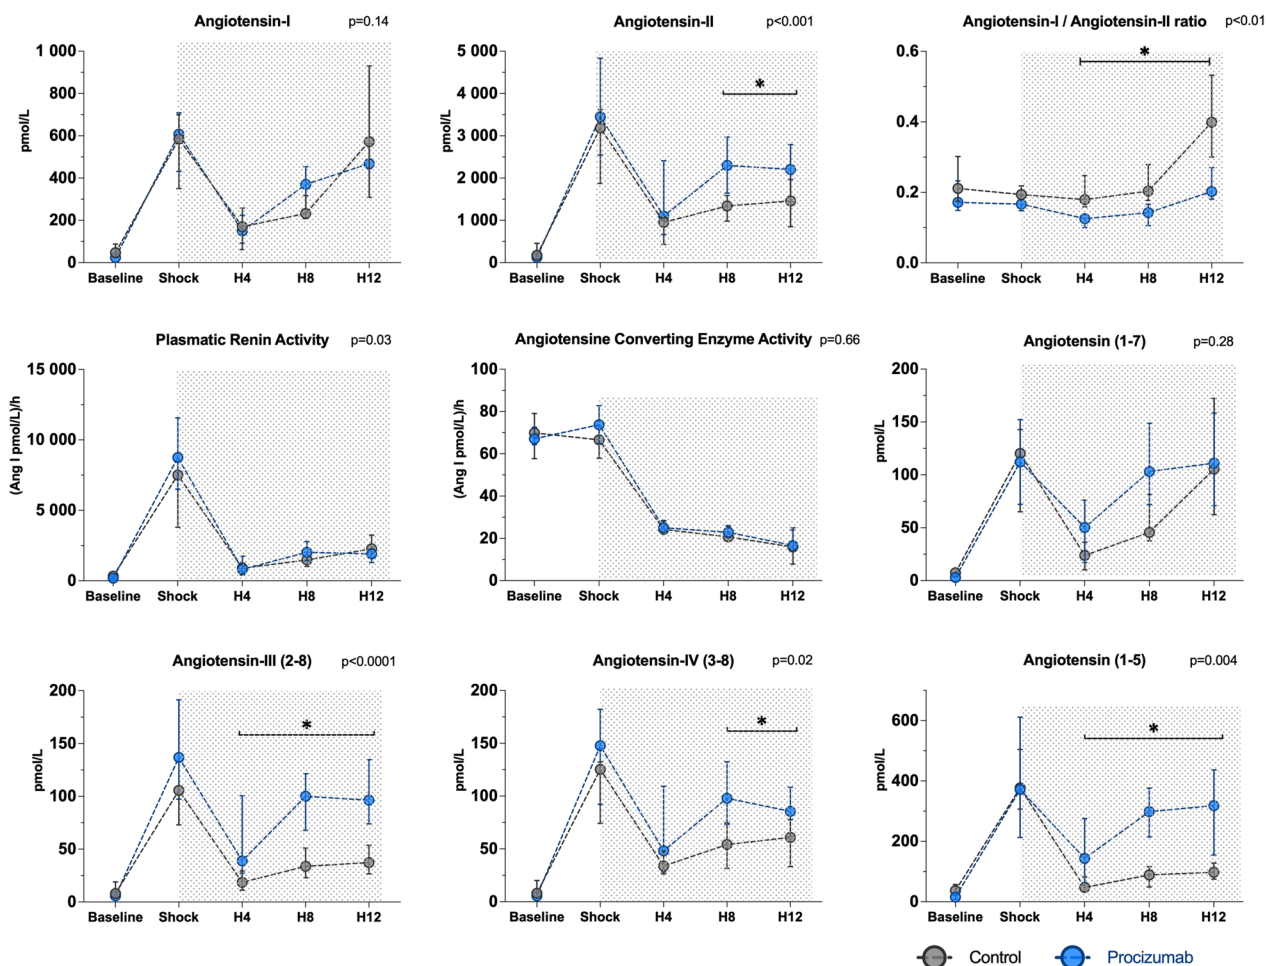 Angiotensin-I p=0.14
1 000
800
600
400
200
0
pmol/L
Baseline Shock H4 H8 H12
Angiotensin-II p<0.001
5 000
4 000
3 000
2 000
1 000
0
pmol/L
*
Baseline Shock H4 H8 H12
Angiotensin-I / Angiotensin-II ratio p<0.01
0.6
0.4
0.2
0.0
*
Baseline Shock H4 H8 H12
Plasmatic Renin Activity p=0.03
15 000
10 000
5 000
0
(Ang I pmol/L)/h
Baseline Shock H4 H8 H12
Angiotensine Converting Enzyme Activity p=0.66
100
80
60
40
20
0
(Ang I pmol/L)/h
Baseline Shock H4 H8 H12
Angiotensin (1-7) p=0.28
200
150
100
50
0
pmol/L
Baseline Shock H4 H8 H12
Angiotensin-III (2-8) p<0.0001
200
150
100
50
0
pmol/L
*
Baseline Shock H4 H8 H12
Angiotensin-IV (3-8) p=0.02
200
150
100
50
0
pmol/L
*
Baseline Shock H4 H8 H12
Angiotensin (1-5) p=0.004
600
400
200
0
pmol/L
*
Baseline Shock H4 H8 H12
Control Procizumab